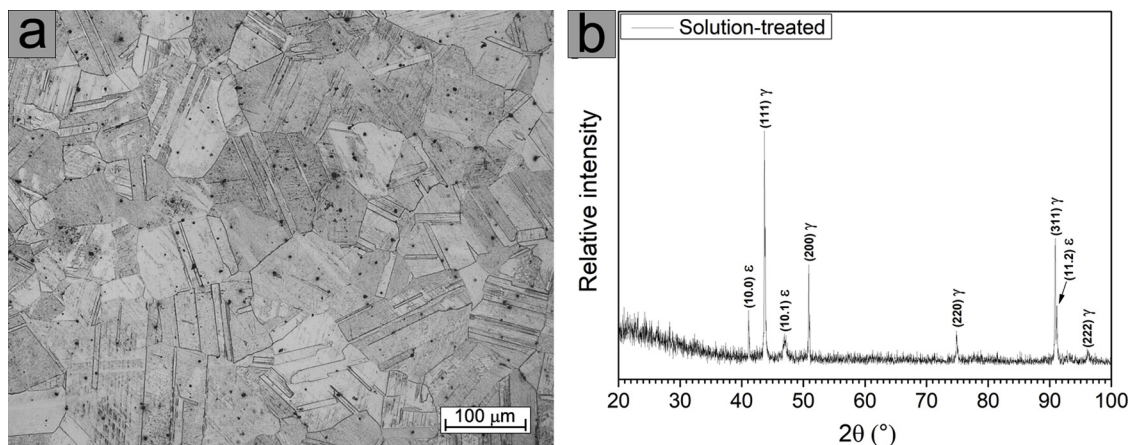 a
100 µm
b
Solution-treated
Relative intensity
(10.0) ε
(111) γ
(10.1) ε
(200) γ
(220) γ
(311) γ
(11.2) ε
(222) γ
20 30 40 50 60 70 80 90 100
2θ (°)